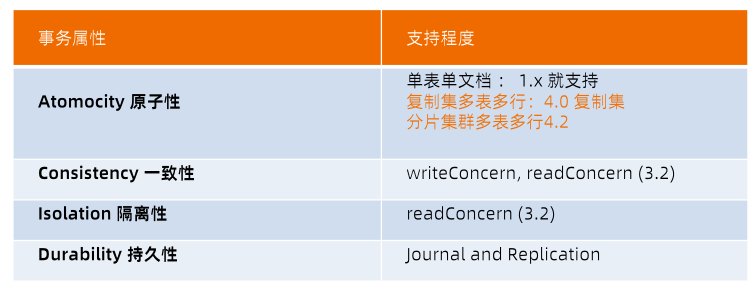 事务属性
支持程度
Atomocity 原子性
单表单文档 ： 1.x 就支持
复制集多表多行：4.0 复制集
分片集群多表多行4.2
Consistency 一致性
writeConcern, readConcern (3.2)
Isolation 隔离性
readConcern (3.2)
Durability 持久性
Journal and Replication